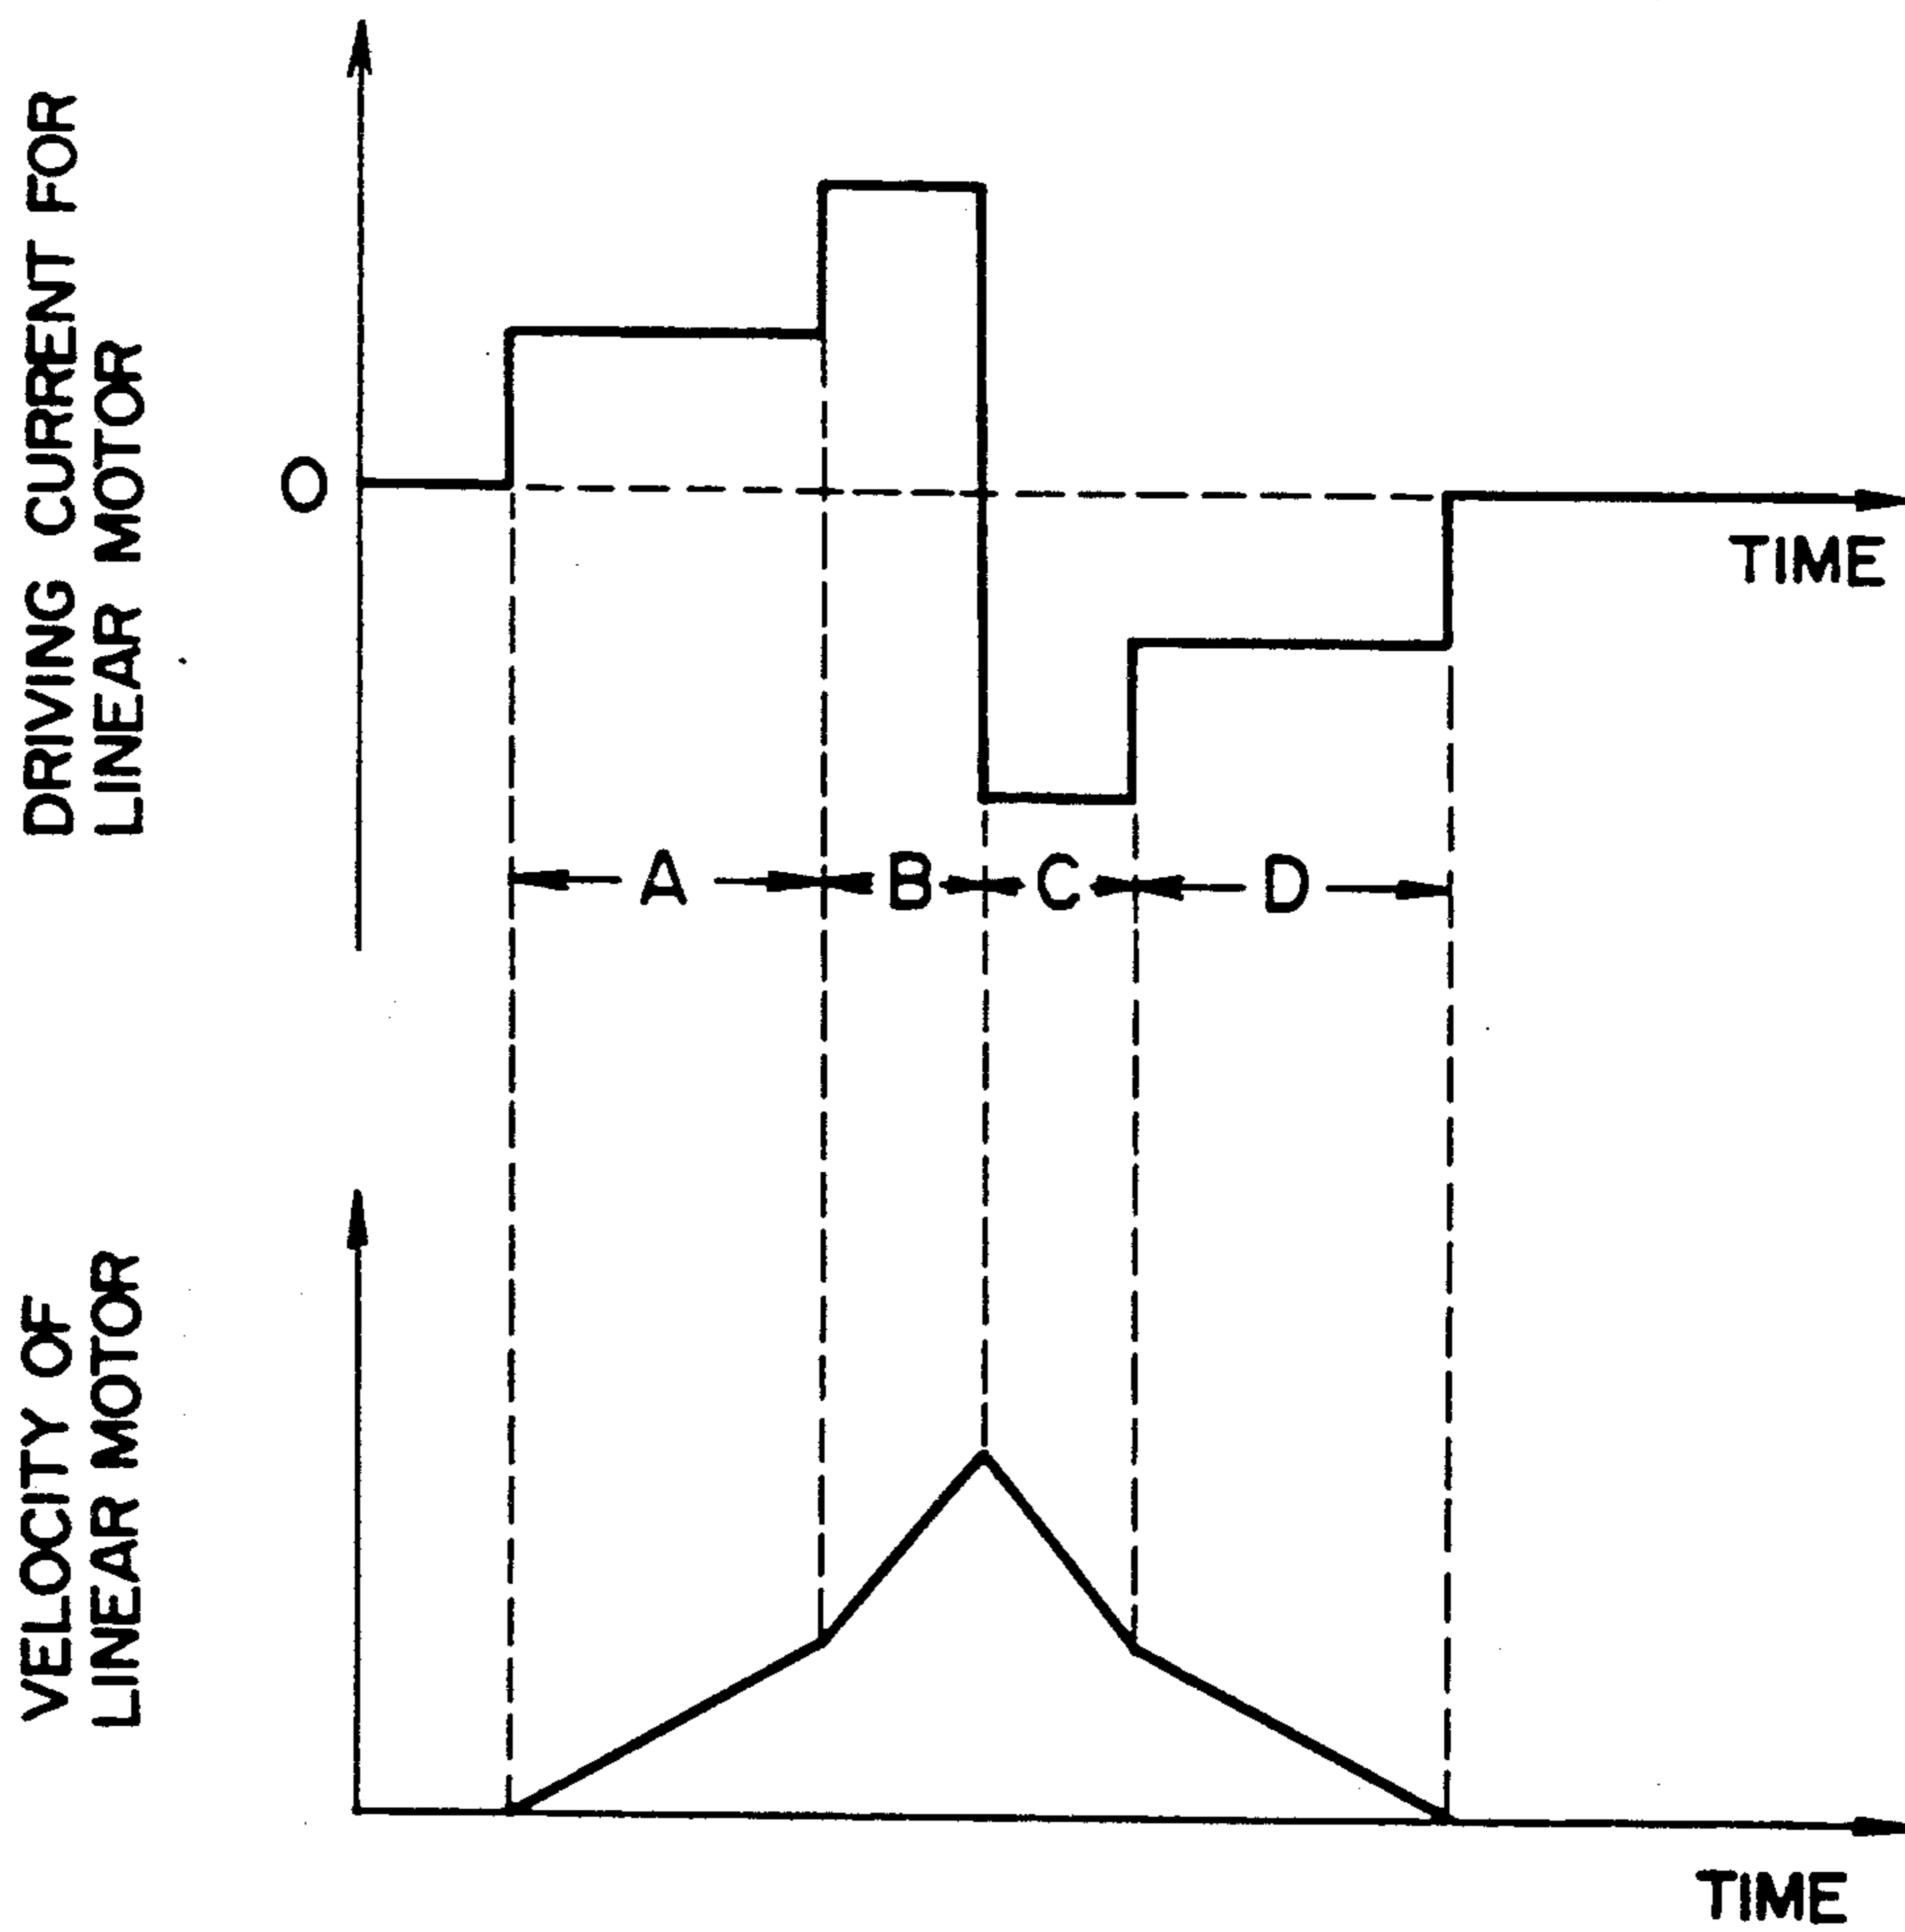 DRIVING CURRENT FOR
LINEAR MOTOR
O
TIME
A B C D
VELOCITY OF
LINEAR MOTOR
TIME